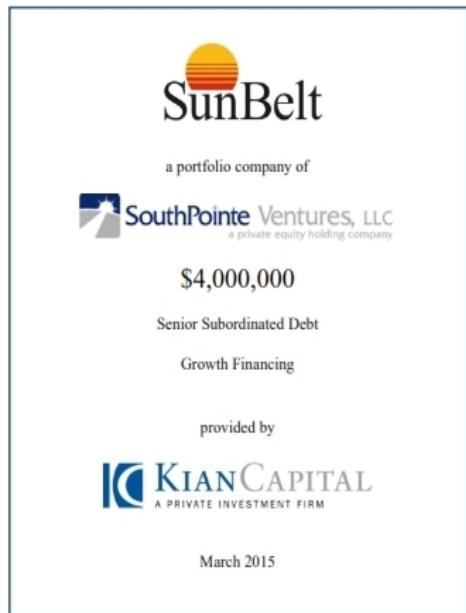 SunBelt
a portfolio company of
SouthPointe Ventures, LLC
a private equity holding company
$4,000,000
Senior Subordinated Debt
Growth Financing
provided by
KIANCAPITAL
A PRIVATE INVESTMENT FIRM
March 2015